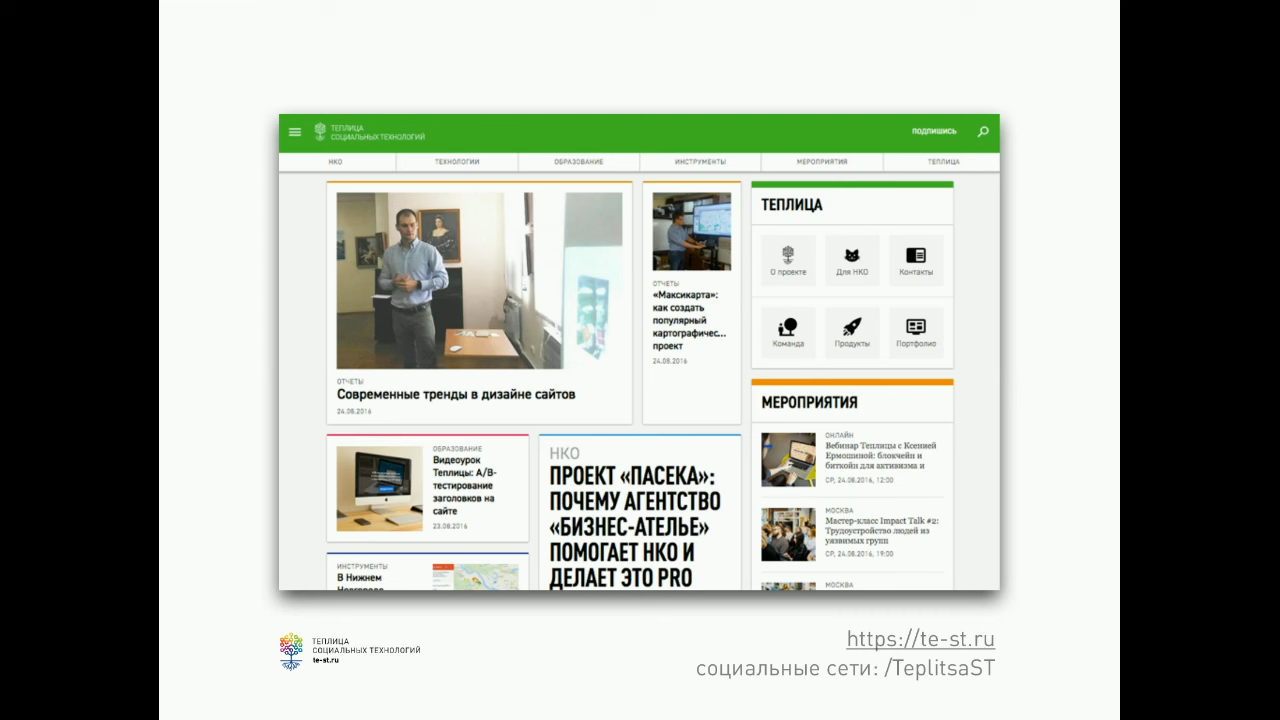 ТЕПЛИЦА
СОЦИАЛЬНЫХ ТЕХНОЛОГИЙ
ПОДПИШИСЬ
НКО
ТЕХНОЛОГИИ
ОБРАЗОВАНИЕ
ИНСТРУМЕНТЫ
МЕРОПРИЯТИЯ
ТЕПЛИЦА
ОТЧЕТЫ
Современные тренды в дизайне сайтов
24.08.2016
ОТЧЕТЫ
«Максикарта»:
как создать
популярный
картографичес...
проект
24.08.2016
ТЕПЛИЦА
О проекте
Для НКО
Контакты
Команда
Продукты
Портфолио
ОБРАЗОВАНИЕ
Видеоурок
Теплицы: A/B-
тестирование
заголовков на
сайте
23.08.2016
НКО
ПРОЕКТ «ПАСЕКА»:
ПОЧЕМУ АГЕНТСТВО
«БИЗНЕС-АТЕЛЬЕ»
ПОМОГАЕТ НКО И
ДЕЛАЕТ ЭТО PRO
ИНСТРУМЕНТЫ
В Нижнем
Новгороде
МЕРОПРИЯТИЯ
ОНЛАЙН
Вебинар Теплицы с Ксенией
Ермошиной: блокчейн и
биткойн для активизма и
СР, 24.08.2016, 12:00
МОСКВА
Мастер-класс Impact Talk #2:
Трудоустройство людей из
уязвимых групп
СР, 24.08.2016, 19:00
МОСКВА
ТЕПЛИЦА
СОЦИАЛЬНЫХ ТЕХНОЛОГИЙ
te-st.ru
https://te-st.ru
социальные сети: /TeplitsaST